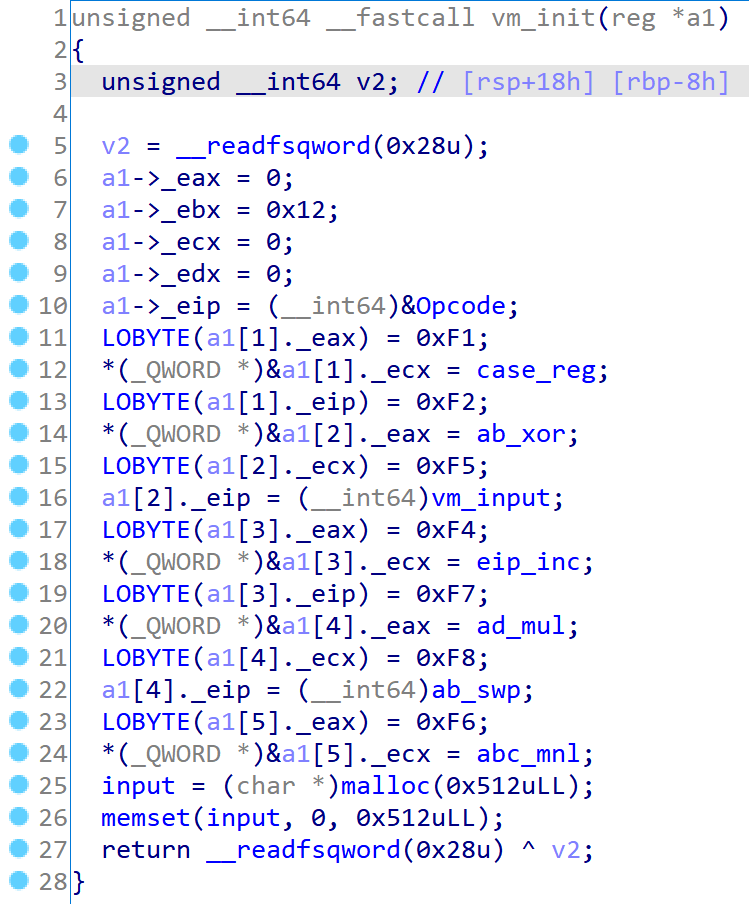 1 unsigned __int64 __fastcall vm_init(reg *a1)
2 {
3   unsigned __int64 v2; // [rsp+18h] [rbp-8h]
4
5   v2 = __readfsqword(0x28u);
6   a1->_eax = 0;
7   a1->_ebx = 0x12;
8   a1->_ecx = 0;
9   a1->_edx = 0;
10   a1->_eip = (__int64)&Opcode;
11   LOBYTE(a1[1]._eax) = 0xF1;
12   *(_QWORD *)&a1[1]._ecx = case_reg;
13   LOBYTE(a1[1]._eip) = 0xF2;
14   *(_QWORD *)&a1[2]._eax = ab_xor;
15   LOBYTE(a1[2]._ecx) = 0xF5;
16   a1[2]._eip = (__int64)vm_input;
17   LOBYTE(a1[3]._eax) = 0xF4;
18   *(_QWORD *)&a1[3]._ecx = eip_inc;
19   LOBYTE(a1[3]._eip) = 0xF7;
20   *(_QWORD *)&a1[4]._eax = ad_mul;
21   LOBYTE(a1[4]._ecx) = 0xF8;
22   a1[4]._eip = (__int64)ab_swp;
23   LOBYTE(a1[5]._eax) = 0xF6;
24   *(_QWORD *)&a1[5]._ecx = abc_mnl;
25   input = (char *)malloc(0x512uLL);
26   memset(input, 0, 0x512uLL);
27   return __readfsqword(0x28u) ^ v2;
28 }